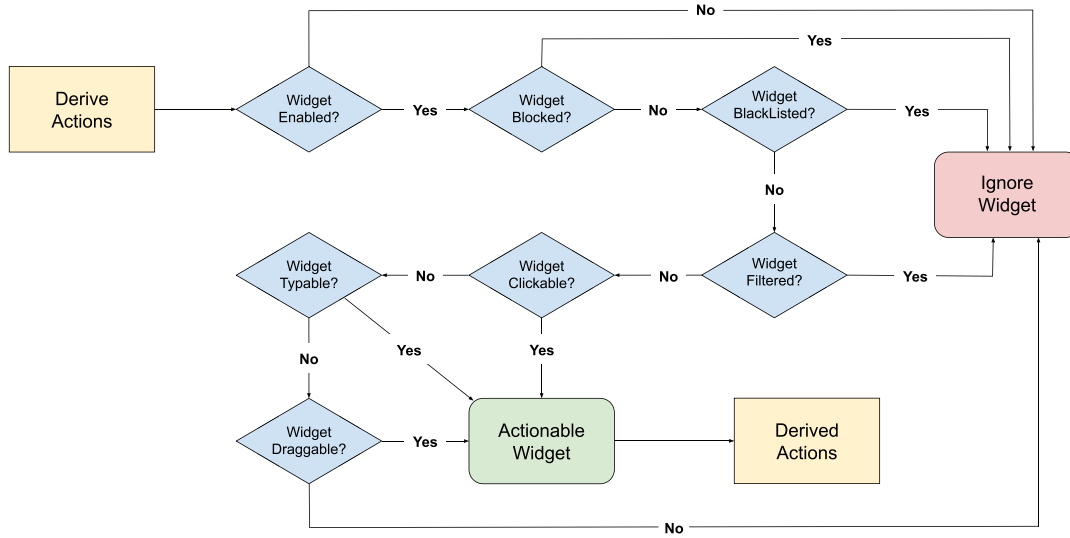 No
Yes
Derive
Actions
Widget
Enabled?
Yes
Widget
Blocked?
No
Widget
BlackListed?
Yes
Ignore
Widget
No
Widget
Typable?
No
Widget
Clickable?
No
Widget
Filtered?
Yes
No
Yes
Yes
Widget
Draggable?
Yes
Actionable
Widget
Derived
Actions
No